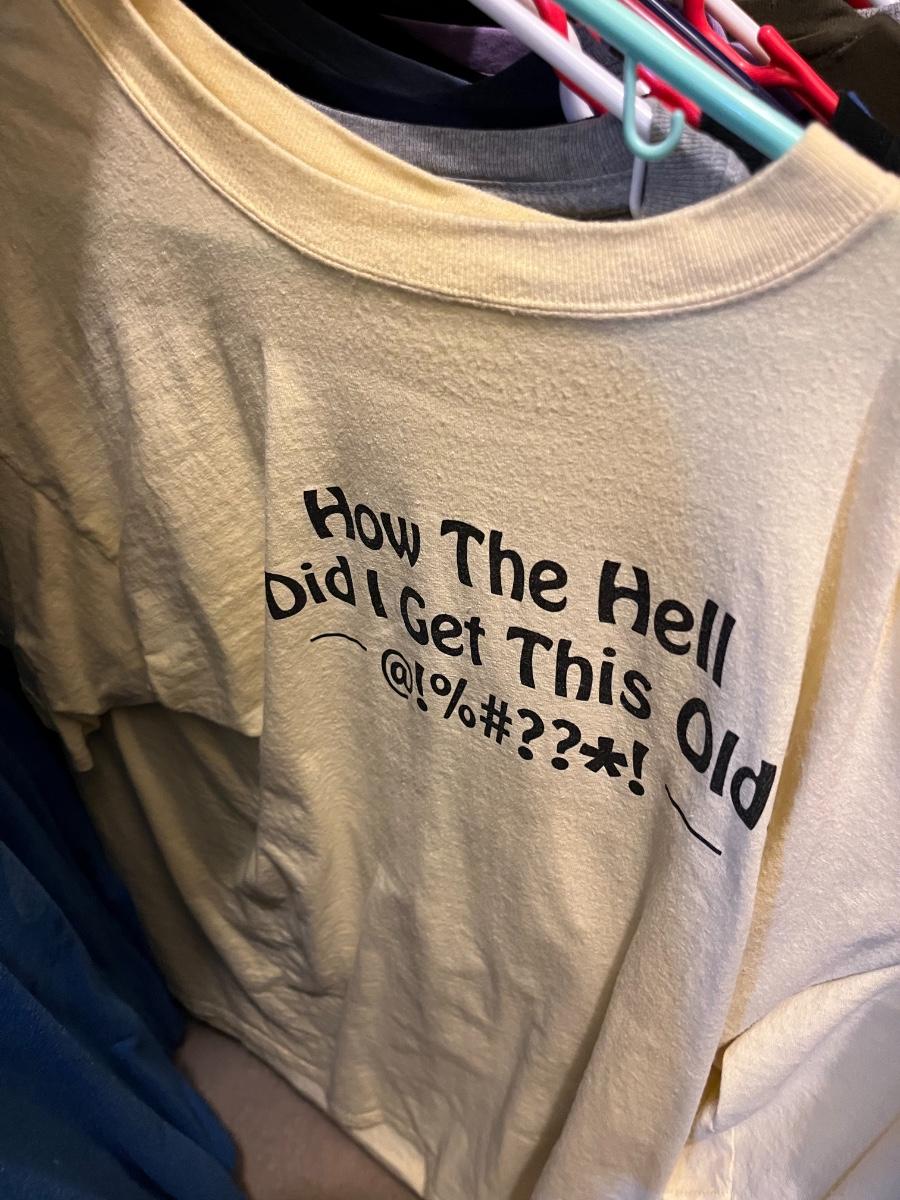 How The Hell
Did I Get This Old
@!%#??*!